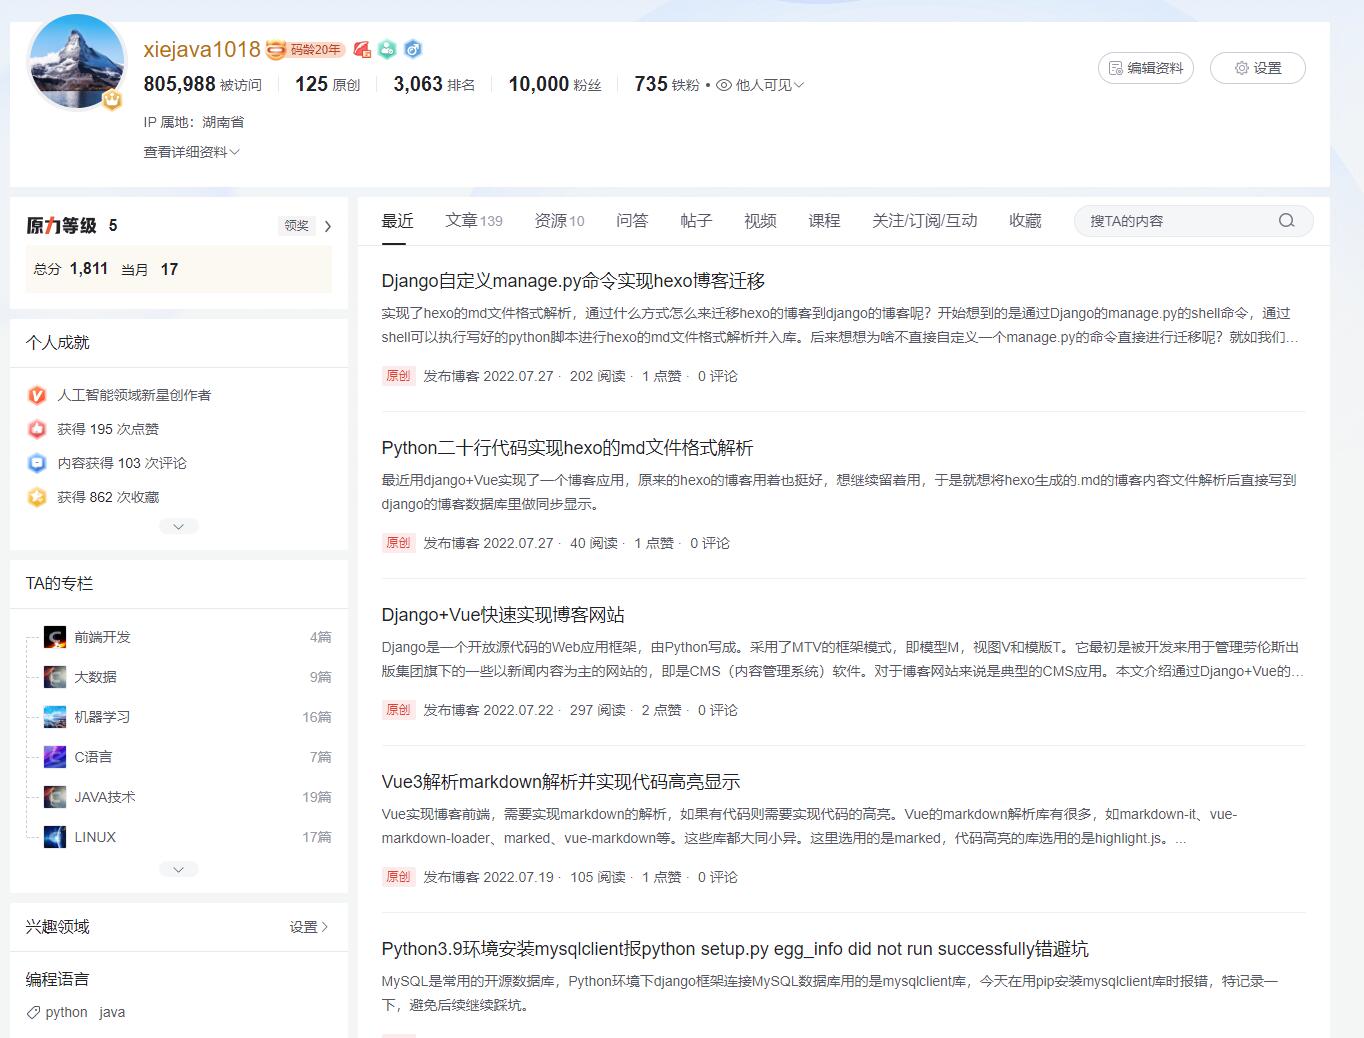 xiejava1018 码龄20年
805,988 被访问 125 原创 3,063 排名 10,000 粉丝 735 铁粉 • 他人可见
编辑资料 设置
IP 属地：湖南省
查看详细资料
原力等级 5 领奖
总分 1,811 当月 17
个人成就
人工智能领域新星创作者
获得 195 次点赞
内容获得 103 次评论
获得 862 次收藏
TA的专栏
前端开发 4篇
大数据 9篇
机器学习 16篇
C语言 7篇
JAVA技术 19篇
LINUX 17篇
兴趣领域 设置
编程语言
python java
最近 文章139 资源10 问答 帖子 视频 课程 关注/订阅/互动 收藏 搜TA的内容
Django自定义manage.py命令实现hexo博客迁移
实现了hexo的md文件格式解析，通过什么方式怎么来迁移hexo的博客到django的博客呢？开始想到的是通过Django的manage.py的shell命令，通过
shell可以执行写好的python脚本进行hexo的md文件格式解析并入库。后来想想为啥不直接自定义一个manage.py的命令直接进行迁移呢？就如我们...
原创 发布博客 2022.07.27 · 202 阅读 · 1 点赞 · 0 评论
Python二十行代码实现hexo的md文件格式解析
最近用django+Vue实现了一个博客应用，原来的hexo的博客用着也挺好，想继续留着用，于是就想将hexo生成的.md的博客内容文件解析后直接写到
django的博客数据库里做同步显示。
原创 发布博客 2022.07.27 · 40 阅读 · 1 点赞 · 0 评论
Django+Vue快速实现博客网站
Django是一个开放源代码的Web应用框架，由Python写成。采用了MTV的框架模式，即模型M，视图V和模版T。它最初是被开发来用于管理劳伦斯出
版集团旗下的一些以新闻内容为主的网站的，即是CMS（内容管理系统）软件。对于博客网站来说是典型的CMS应用。本文介绍通过Django+Vue的...
原创 发布博客 2022.07.22 · 297 阅读 · 2 点赞 · 0 评论
Vue3解析markdown解析并实现代码高亮显示
Vue实现博客前端，需要实现markdown的解析，如果有代码则需要实现代码的高亮。Vue的markdown解析库有很多，如markdown-it、vue-
markdown-loader、marked、vue-markdown等。这些库都大同小异。这里选用的是marked，代码高亮的库选用的是highlight.js。...
原创 发布博客 2022.07.19 · 105 阅读 · 1 点赞 · 0 评论
Python3.9环境安装mysqlclient报python setup.py egg_info did not run successfully错避坑
MySQL是常用的开源数据库，Python环境下django框架连接MySQL数据库用的是mysqlclient库，今天在用pip安装mysqlclient库时报错，特记录一
下，避免后续继续踩坑。